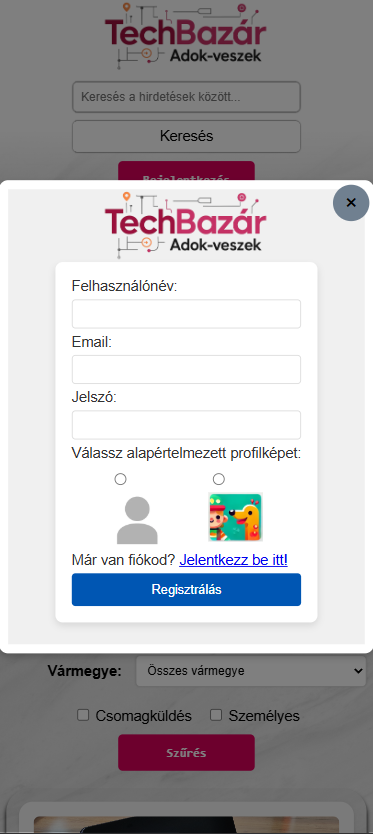 TechBazár
Adok-veszek
Keresés a hirdetések között...
Keresés
Bejelentkezés
×
TechBazár
Adok-veszek
Felhasználónév:
Email:
Jelszó:
Válassz alapértelmezett profilképet:
Már van fiókod? Jelentkezz be itt!
Regisztrálás
Vármegye: Összes vármegye
Csomagküldés Személyes
Szűrés